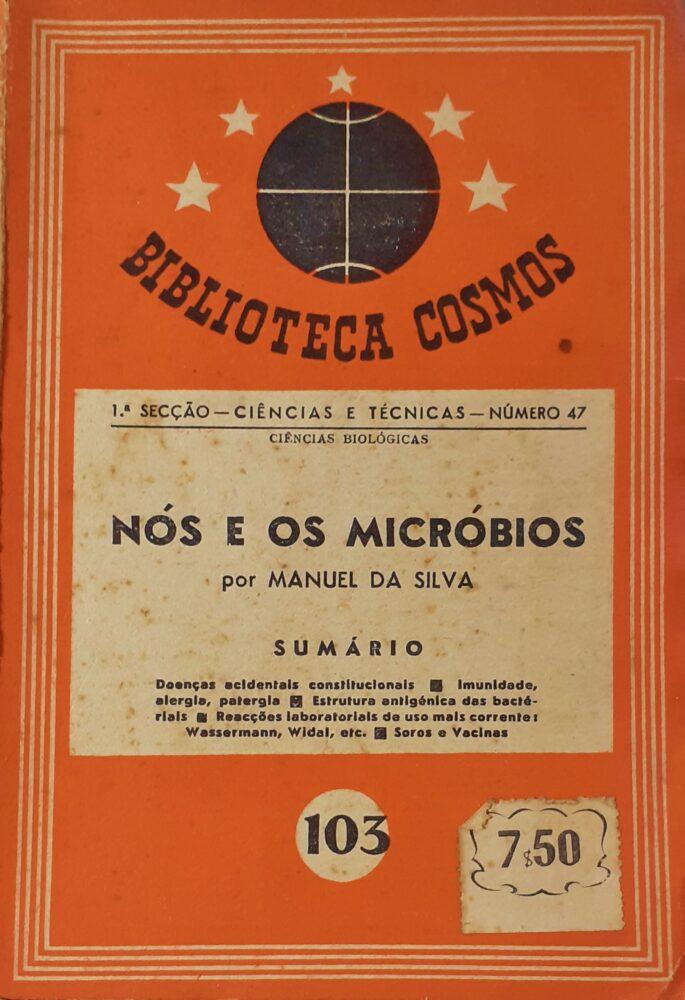 BIBLIOTECA COSMOS
1.ª SECÇÃO — CIÊNCIAS E TÉCNICAS — NÚMERO 47
CIÊNCIAS BIOLÓGICAS
NÓS E OS MICRÓBIOS
por MANUEL DA SILVA
SUMÁRIO
Doenças acidentais constitucionais ■ Imunidade,
alergia, patergia ■ Estrutura antigénica das bacté-
riais ■ Reacções laboratoriais de uso mais corrente:
Wassermann, Widal, etc. ■ Soros e Vacinas
103
7$50